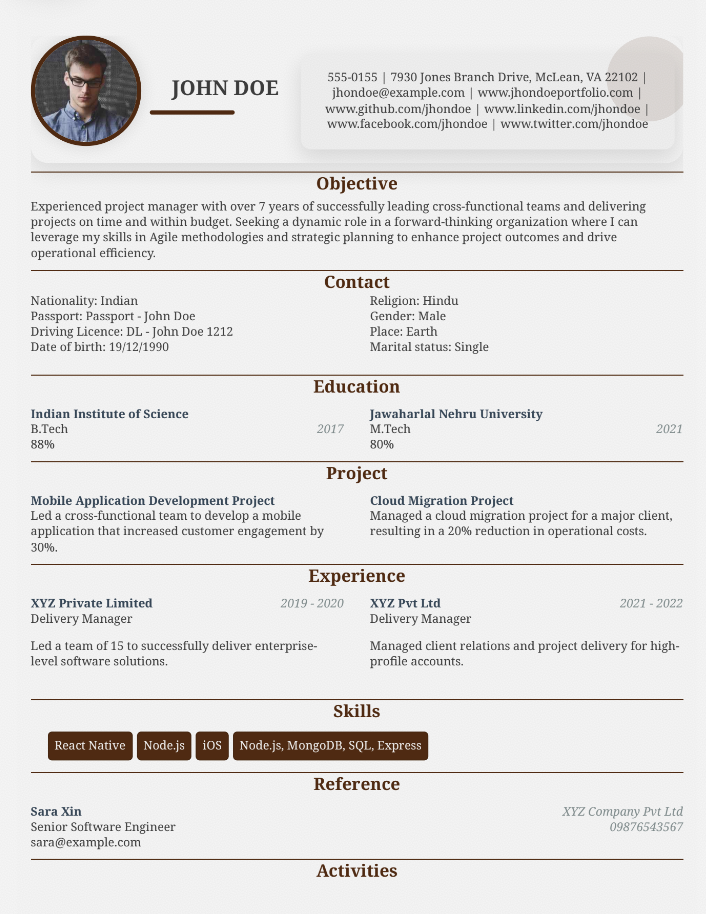 JOHN DOE
555-0155 | 7930 Jones Branch Drive, McLean, VA 22102 |
jhondoe@example.com | www.jhondoeportfolio.com |
www.github.com/jhondoe | www.linkedin.com/jhondoe |
www.facebook.com/jhondoe | www.twitter.com/jhondoe
Objective
Experienced project manager with over 7 years of successfully leading cross-functional teams and delivering
projects on time and within budget. Seeking a dynamic role in a forward-thinking organization where I can
leverage my skills in Agile methodologies and strategic planning to enhance project outcomes and drive
operational efficiency.
Contact
Nationality: Indian
Passport: Passport - John Doe
Driving Licence: DL - John Doe 1212
Date of birth: 19/12/1990
Religion: Hindu
Gender: Male
Place: Earth
Marital status: Single
Education
Indian Institute of Science
B.Tech 2017
88%
Jawaharlal Nehru University
M.Tech 2021
80%
Project
Mobile Application Development Project
Led a cross-functional team to develop a mobile
application that increased customer engagement by
30%.
Cloud Migration Project
Managed a cloud migration project for a major client,
resulting in a 20% reduction in operational costs.
Experience
XYZ Private Limited 2019 - 2020
Delivery Manager
Led a team of 15 to successfully deliver enterprise-
level software solutions.
XYZ Pvt Ltd 2021 - 2022
Delivery Manager
Managed client relations and project delivery for high-
profile accounts.
Skills
React Native Node.js iOS Node.js, MongoDB, SQL, Express
Reference
Sara Xin XYZ Company Pvt Ltd
Senior Software Engineer 09876543567
sara@example.com
Activities